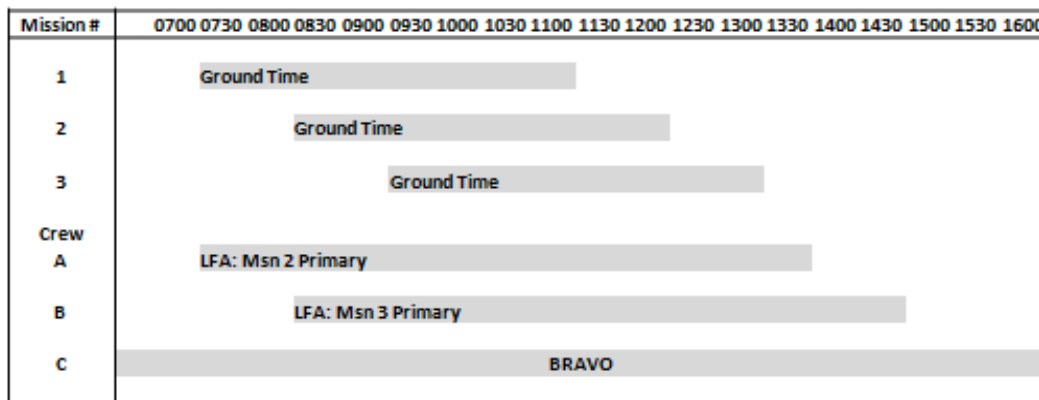 Mission # 0700 0730 0800 0830 0900 0930 1000 1030 1100 1130 1200 1230 1300 1330 1400 1430 1500 1530 1600
1 Ground Time
2 Ground Time
3 Ground Time
Crew
A LFA: Msn 2 Primary
B LFA: Msn 3 Primary
C BRAVO